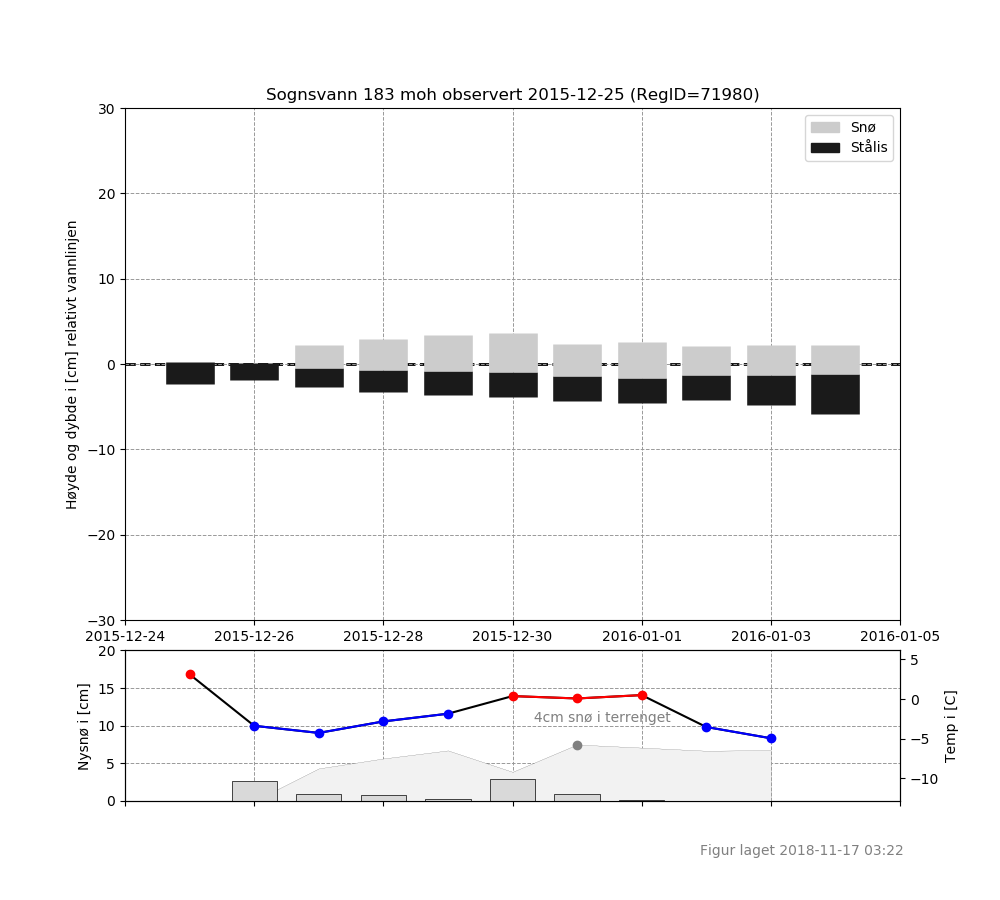 Sognsvann 183 moh observert 2015-12-25 (RegID=71980)
Snø
Stålis
Høyde og dybde i [cm] relativt vannlinjen
30
20
10
0
−10
−20
−30
2015-12-24 2015-12-26 2015-12-28 2015-12-30 2016-01-01 2016-01-03 2016-01-05
Nysnø i [cm]
20
15
10
5
0
4cm snø i terrenget
5
0
−5
−10
Temp i [C]
Figur laget 2018-11-17 03:22